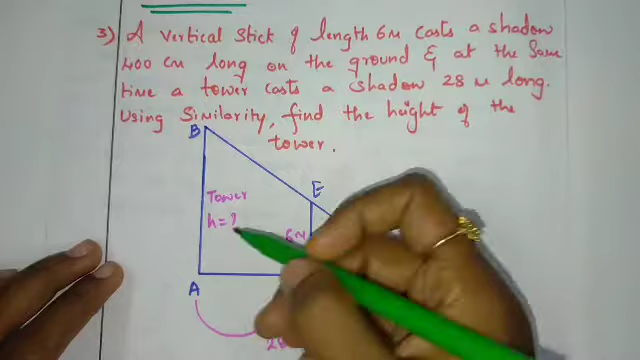 3) A vertical stick of length 6m casts a shadow
400 cm long on the ground & at the same
time a tower casts a shadow 28 m long.
Using Similarity, find the height of the
tower.
B
E
Tower
h=?
6m
A
28